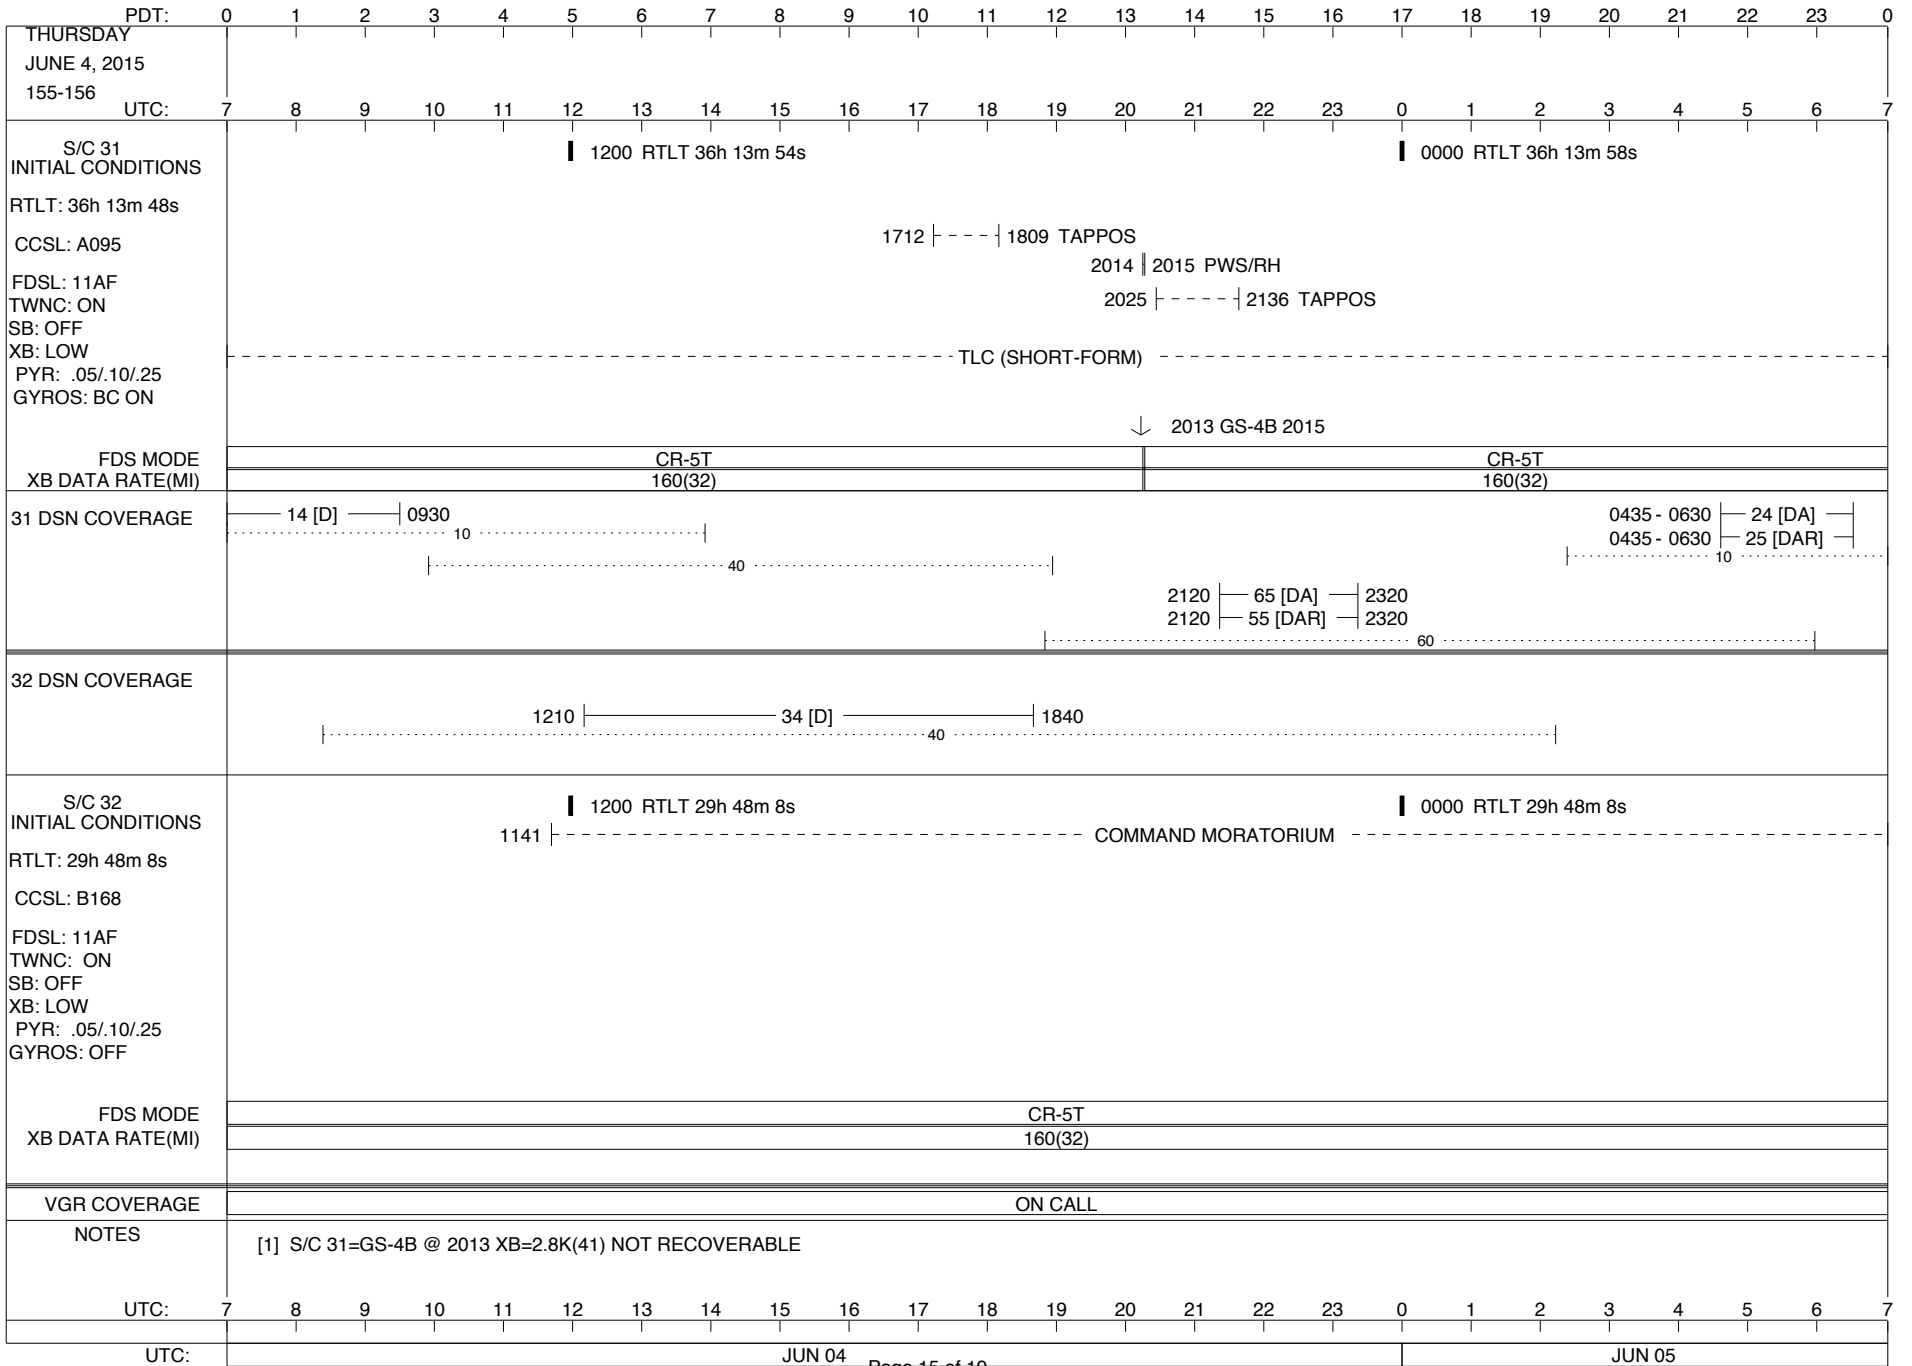 PDT: 0 1 2 3 4 5 6 7 8 9 10 11 12 13 14 15 16 17 18 19 20 21 22 23 0
THURSDAY
JUNE 4, 2015
155-156
UTC: 7 8 9 10 11 12 13 14 15 16 17 18 19 20 21 22 23 0 1 2 3 4 5 6 7
S/C 31
INITIAL CONDITIONS
1200 RTLT 36h 13m 54s
0000 RTLT 36h 13m 58s
RTLT: 36h 13m 48s
CCSL: A095
1712 1809 TAPPOS
2014 2015 PWS/RH
FDSL: 11AF
2025 2136 TAPPOS
TWNC: ON
SB: OFF
XB: LOW
TLC (SHORT-FORM)
PYR: .05/.10/.25
GYROS: BC ON
2013 GS-4B 2015
FDS MODE CR-5T CR-5T
XB DATA RATE(MI) 160(32) 160(32)
31 DSN COVERAGE
14 [D] 0930
0435 - 0630 24 [DA]
10
0435 - 0630 25 [DAR]
10
40
2120 65 [DA] 2320
2120 55 [DAR] 2320
60
32 DSN COVERAGE
1210 34 [D] 1840
40
S/C 32
INITIAL CONDITIONS
1200 RTLT 29h 48m 8s
0000 RTLT 29h 48m 8s
1141 COMMAND MORATORIUM
RTLT: 29h 48m 8s
CCSL: B168
FDSL: 11AF
TWNC: ON
SB: OFF
XB: LOW
PYR: .05/.10/.25
GYROS: OFF
FDS MODE CR-5T
XB DATA RATE(MI) 160(32)
VGR COVERAGE ON CALL
NOTES
[1] S/C 31=GS-4B @ 2013 XB=2.8K(41) NOT RECOVERABLE
UTC: 7 8 9 10 11 12 13 14 15 16 17 18 19 20 21 22 23 0 1 2 3 4 5 6 7
UTC: JUN 04 JUN 05
Page 15 of 19